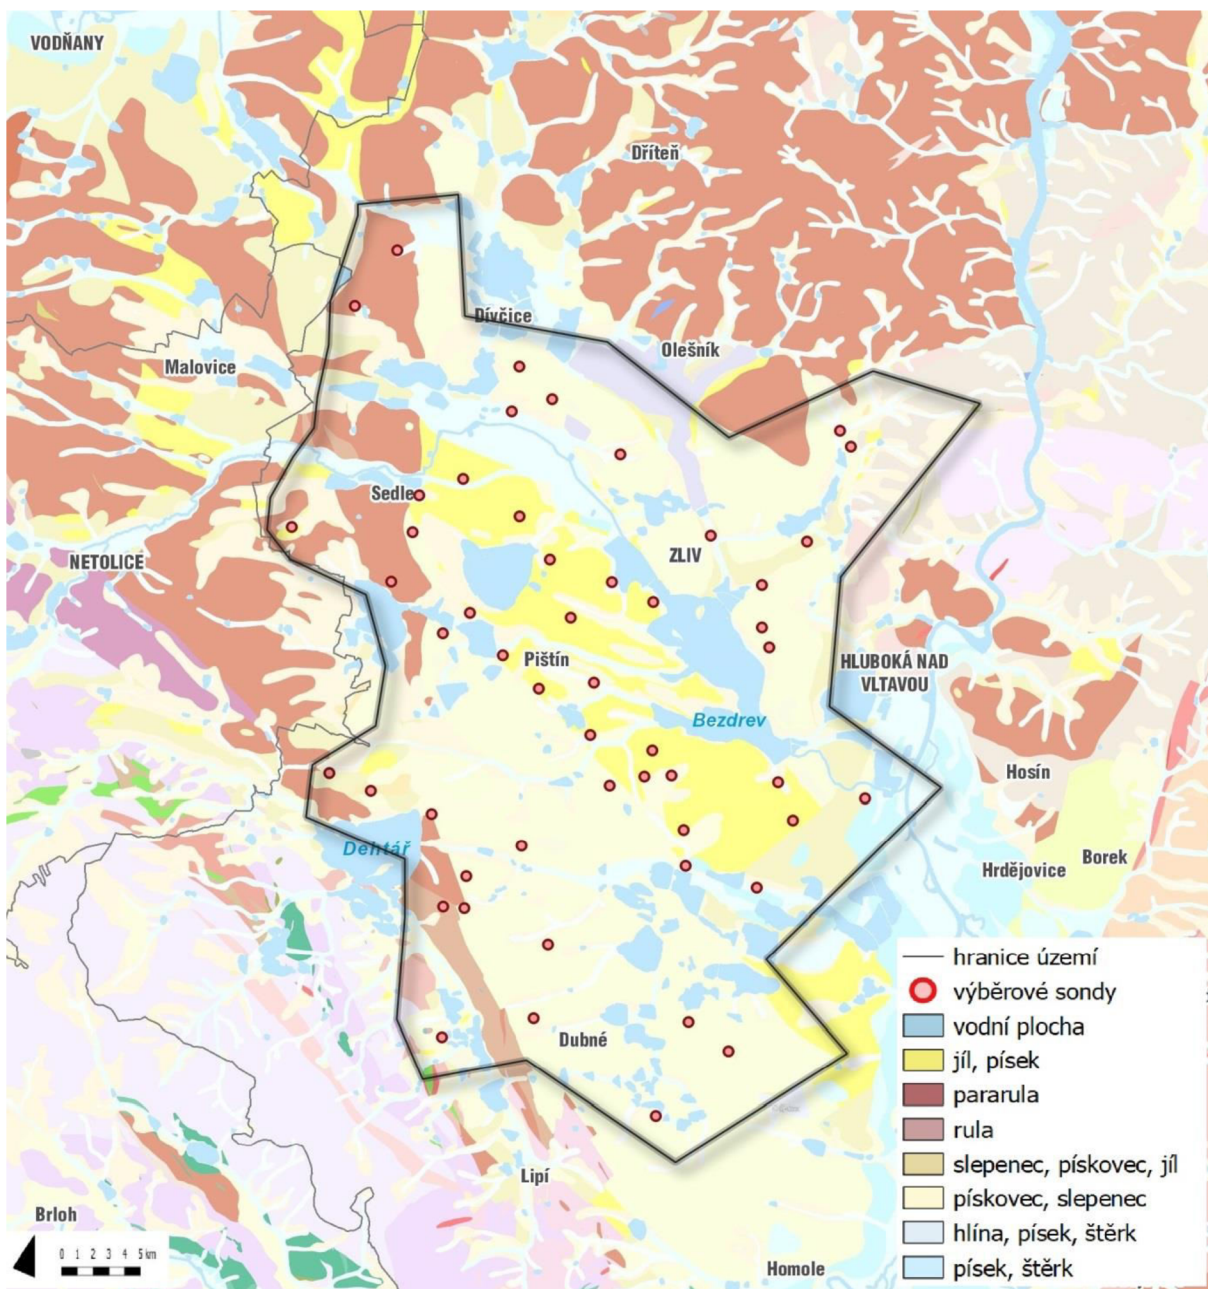 VODŇANY
Dříteň
Dívčice
Olešník
Malovice
Sedle
NETOLICE
ZLIV
Pištín
HLUBOKÁ NAD
VLTAVOU
Bezdrev
Hosín
Dehtář
Borek
Hrdějovice
Dubné
Lipí
Brloh
Homole
0 1 2 3 4 5 km
hranice území
výběrové sondy
vodní plocha
jíl, písek
pararula
rula
slepenec, pískovec, jíl
pískovec, slepenec
hlína, písek, štěrk
písek, štěrk